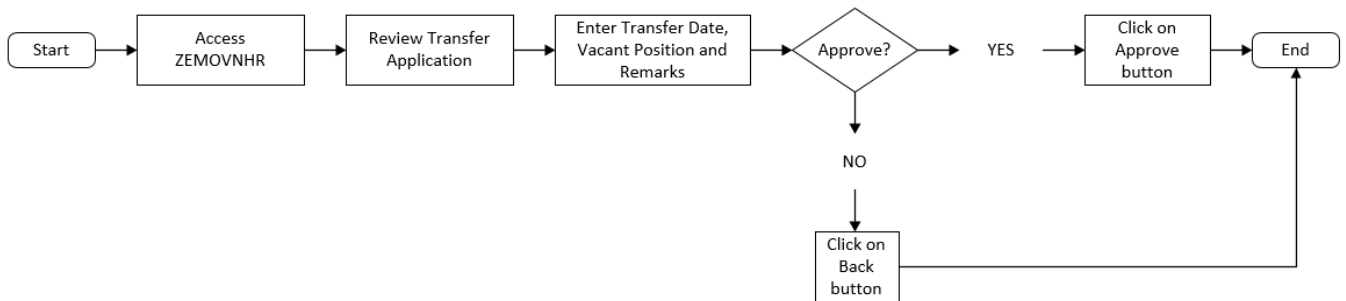 Start
Access
ZEMOVNHR
Review Transfer
Application
Enter Transfer Date,
Vacant Position and
Remarks
Approve?
YES
Click on
Approve
button
End
NO
Click on
Back
button